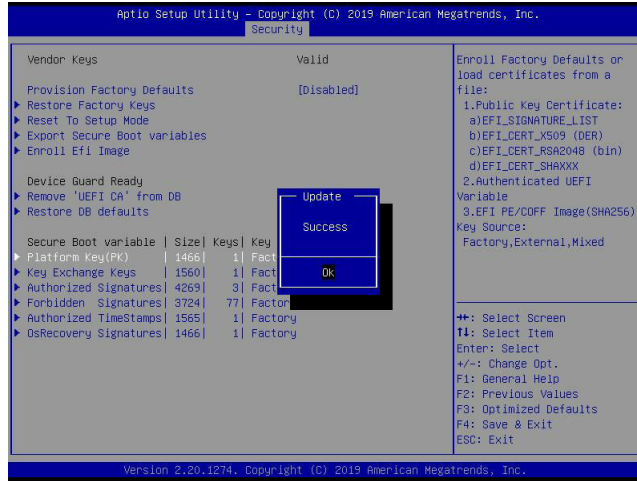 Aptio Setup Utility – Copyright (C) 2019 American Megatrends, Inc.
Security
Vendor Keys Valid
Provision Factory Defaults [Disabled]
Restore Factory Keys
Reset To Setup Mode
Export Secure Boot variables
Enroll Efi Image
Device Guard Ready
Remove 'UEFI CA' from DB
Restore DB defaults
Secure Boot variable | Size| Keys| Key
Platform Key(PK) | 1466| 1| Fact
Key Exchange Keys | 1560| 1| Fact
Authorized Signatures| 4269| 3| Fact
Forbidden Signatures| 3724| 77| Factor
Authorized TimeStamps| 1565| 1| Factory
OsRecovery Signatures| 1466| 1| Factory
Update
Success
Ok
Enroll Factory Defaults or
load certificates from a
file:
1.Public Key Certificate:
a)EFI_SIGNATURE_LIST
b)EFI_CERT_X509 (DER)
c)EFI_CERT_RSA2048 (bin)
d)EFI_CERT_SHAXXX
2.Authenticated UEFI
Variable
3.EFI PE/COFF Image(SHA256)
Key Source:
Factory,External,Mixed
→←: Select Screen
↑↓: Select Item
Enter: Select
+/-: Change Opt.
F1: General Help
F2: Previous Values
F3: Optimized Defaults
F4: Save & Exit
ESC: Exit
Version 2.20.1274. Copyright (C) 2019 American Megatrends, Inc.